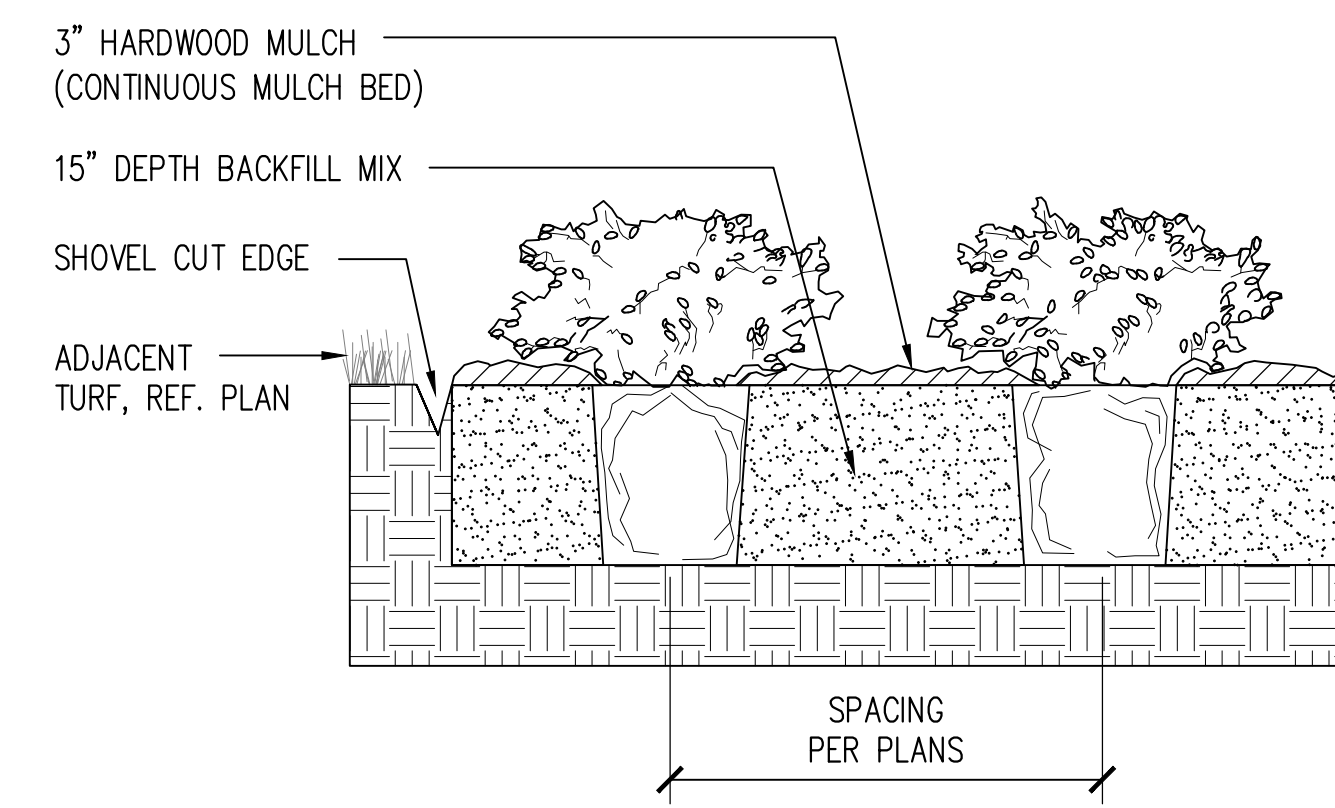 3” HARDWOOD MULCH
(CONTINUOUS MULCH BED)
15” DEPTH BACKFILL MIX
SHOVEL CUT EDGE
ADJACENT
TURF, REF. PLAN
SPACING
PER PLANS